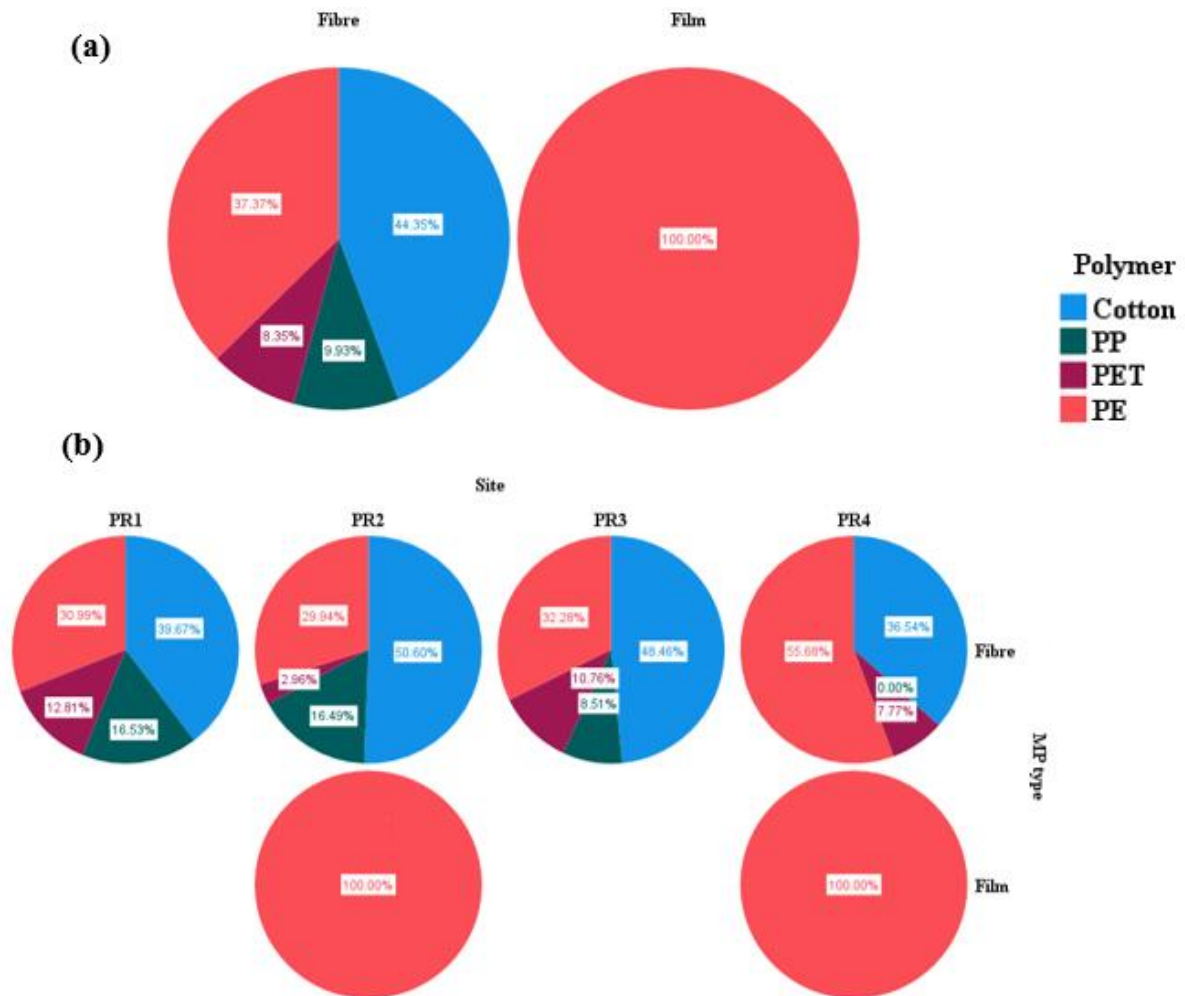 (a)
Fibre
Film
37.37%
44.35%
8.35%
9.93%
100.00%
Polymer
Cotton
PP
PET
PE
(b)
Site
PR1
PR2
PR3
PR4
30.99%
39.67%
12.81%
16.53%
29.94%
50.60%
2.96%
16.49%
32.28%
48.46%
10.76%
8.51%
55.68%
36.54%
0.00%
7.77%
Fibre
MP type
100.00%
100.00%
Film